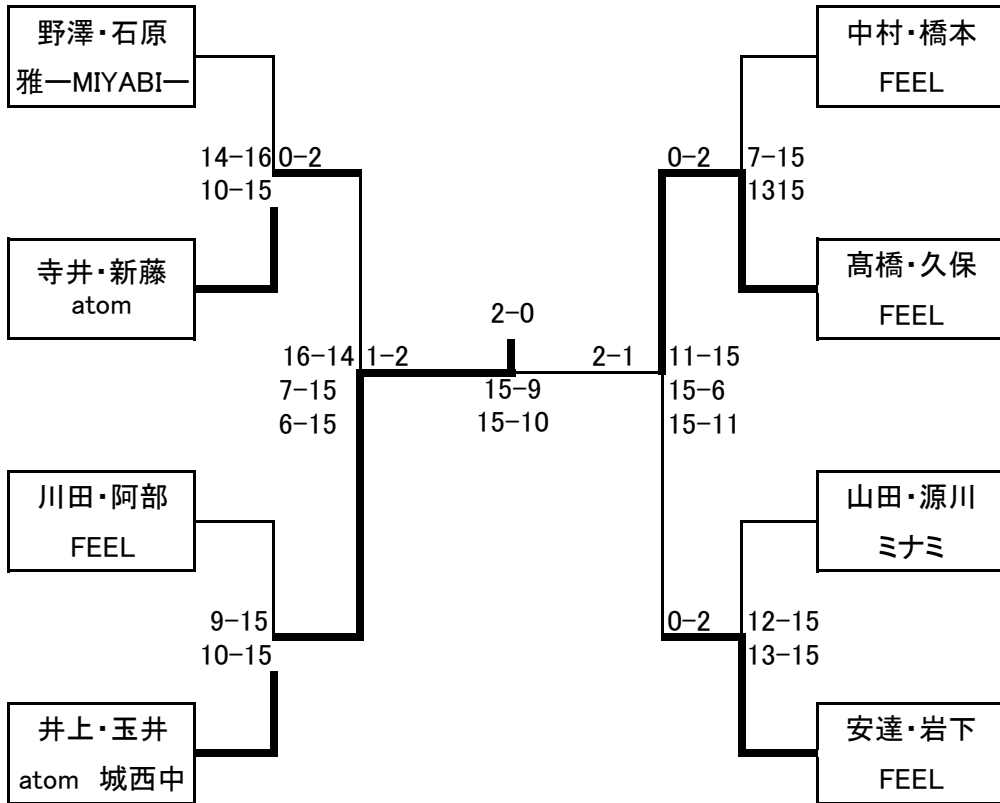 野澤・石原
雅ーMIYABIー
中村・橋本
FEEL
14-16 0-2
10-15
0-2 7-15
1315
寺井・新藤
atom
髙橋・久保
FEEL
2-0
16-14 1-2
7-15
6-15
15-9
15-10
2-1 11-15
15-6
15-11
川田・阿部
FEEL
山田・源川
ミナミ
9-15
10-15
0-2 12-15
13-15
井上・玉井
atom 城西中
安達・岩下
FEEL